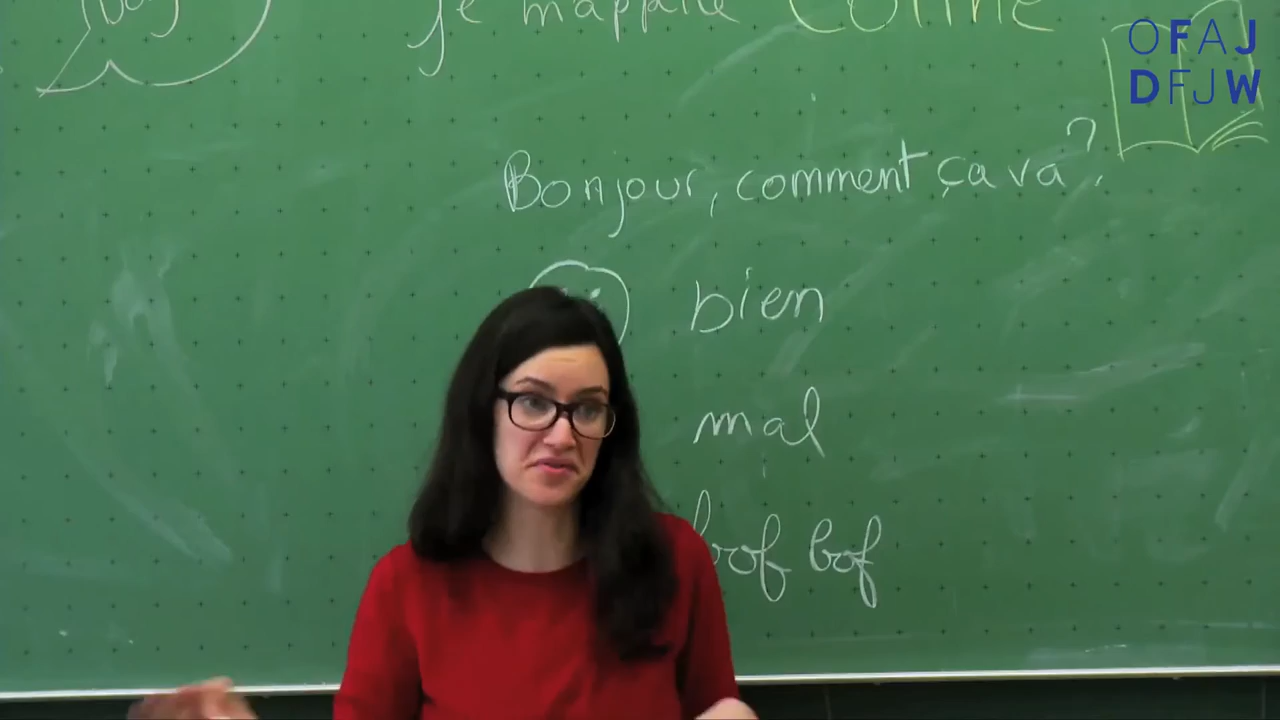 je m'appelle Coline
OFAJ
DFJW
Bonjour, comment ça va?
bien
mal
bof bof